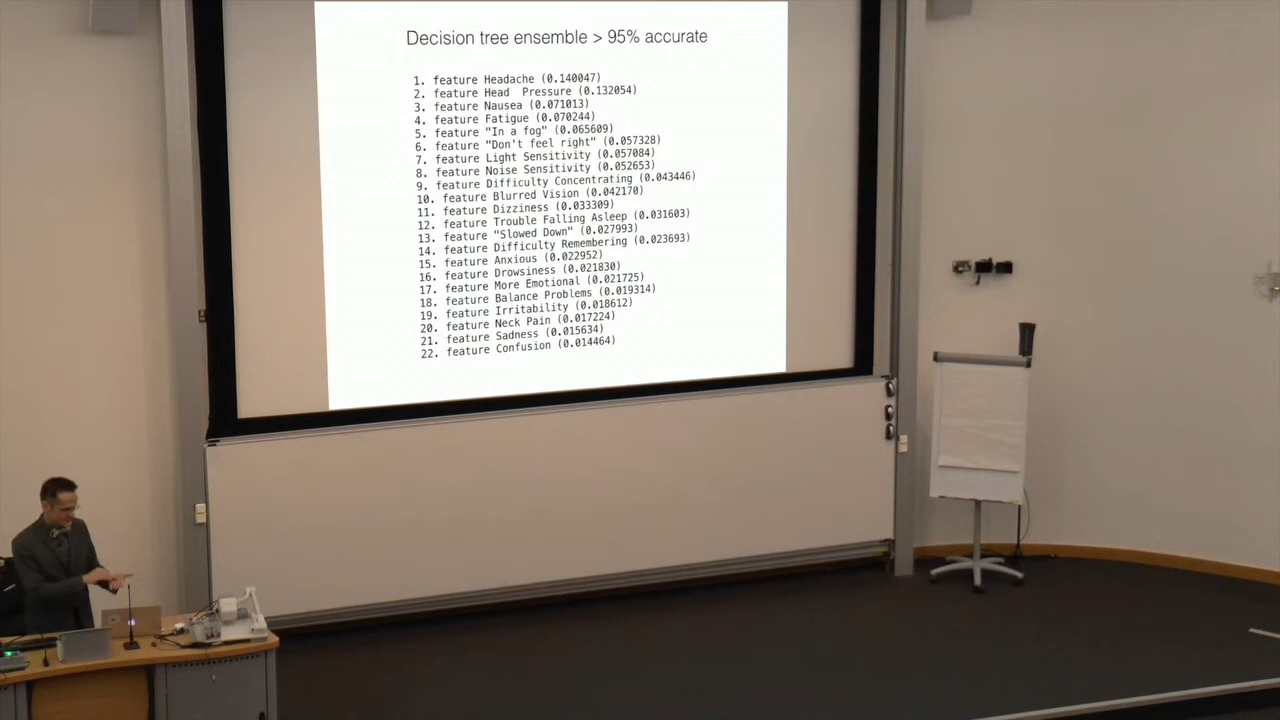 Decision tree ensemble > 95% accurate
1. feature Headache (0.140047)
2. feature Head  Pressure (0.132054)
3. feature Nausea (0.071013)
4. feature Fatigue (0.070244)
5. feature "In a fog" (0.065609)
6. feature "Don't feel right" (0.057328)
7. feature Light Sensitivity (0.057084)
8. feature Noise Sensitivity (0.052653)
9. feature Difficulty Concentrating (0.043446)
10. feature Blurred Vision (0.042170)
11. feature Dizziness (0.033309)
12. feature Trouble Falling Asleep (0.031603)
13. feature "Slowed Down" (0.027993)
14. feature Difficulty Remembering (0.023693)
15. feature Anxious (0.022952)
16. feature Drowsiness (0.021830)
17. feature More Emotional (0.021725)
18. feature Balance Problems (0.019314)
19. feature Irritability (0.018612)
20. feature Neck Pain (0.017224)
21. feature Sadness (0.015634)
22. feature Confusion (0.014464)